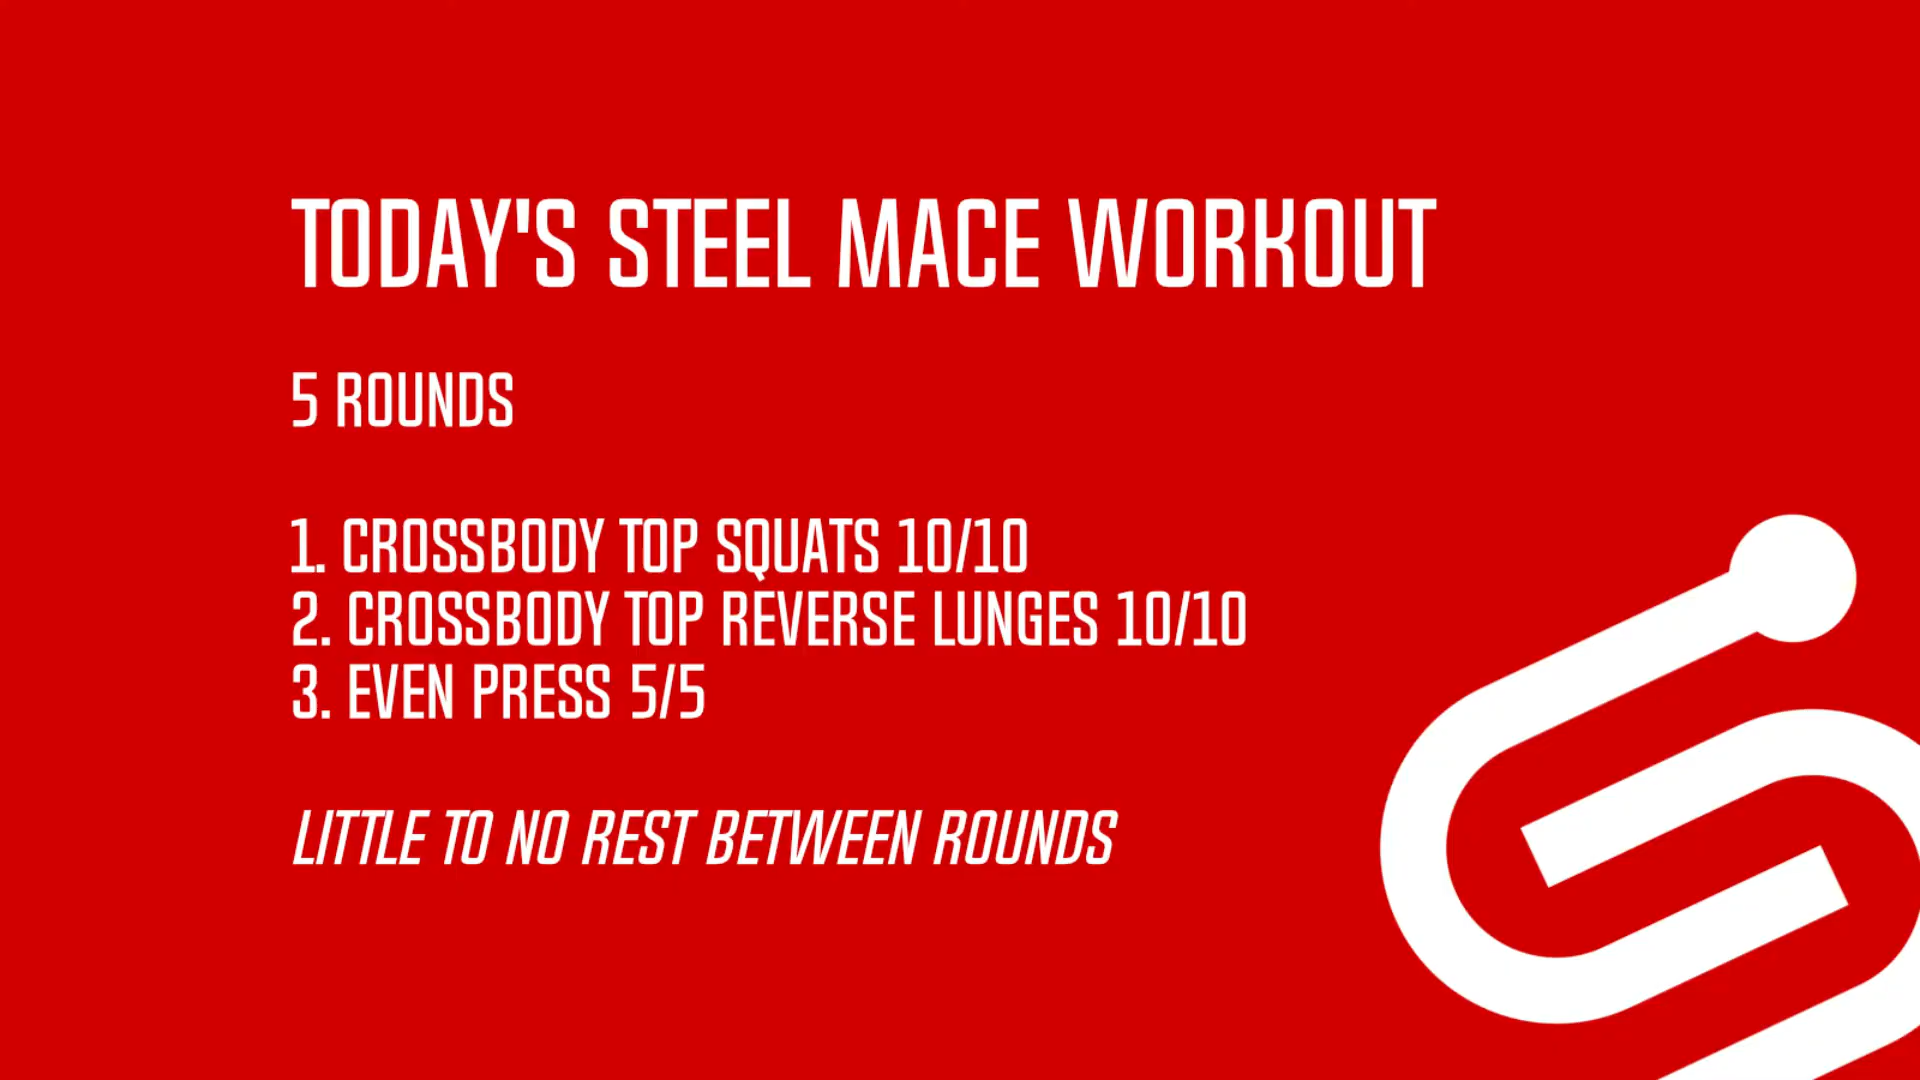 TODAY'S STEEL MACE WORKOUT
5 ROUNDS
1. CROSSBODY TOP SQUATS 10/10
2. CROSSBODY TOP REVERSE LUNGES 10/10
3. EVEN PRESS 5/5
LITTLE TO NO REST BETWEEN ROUNDS